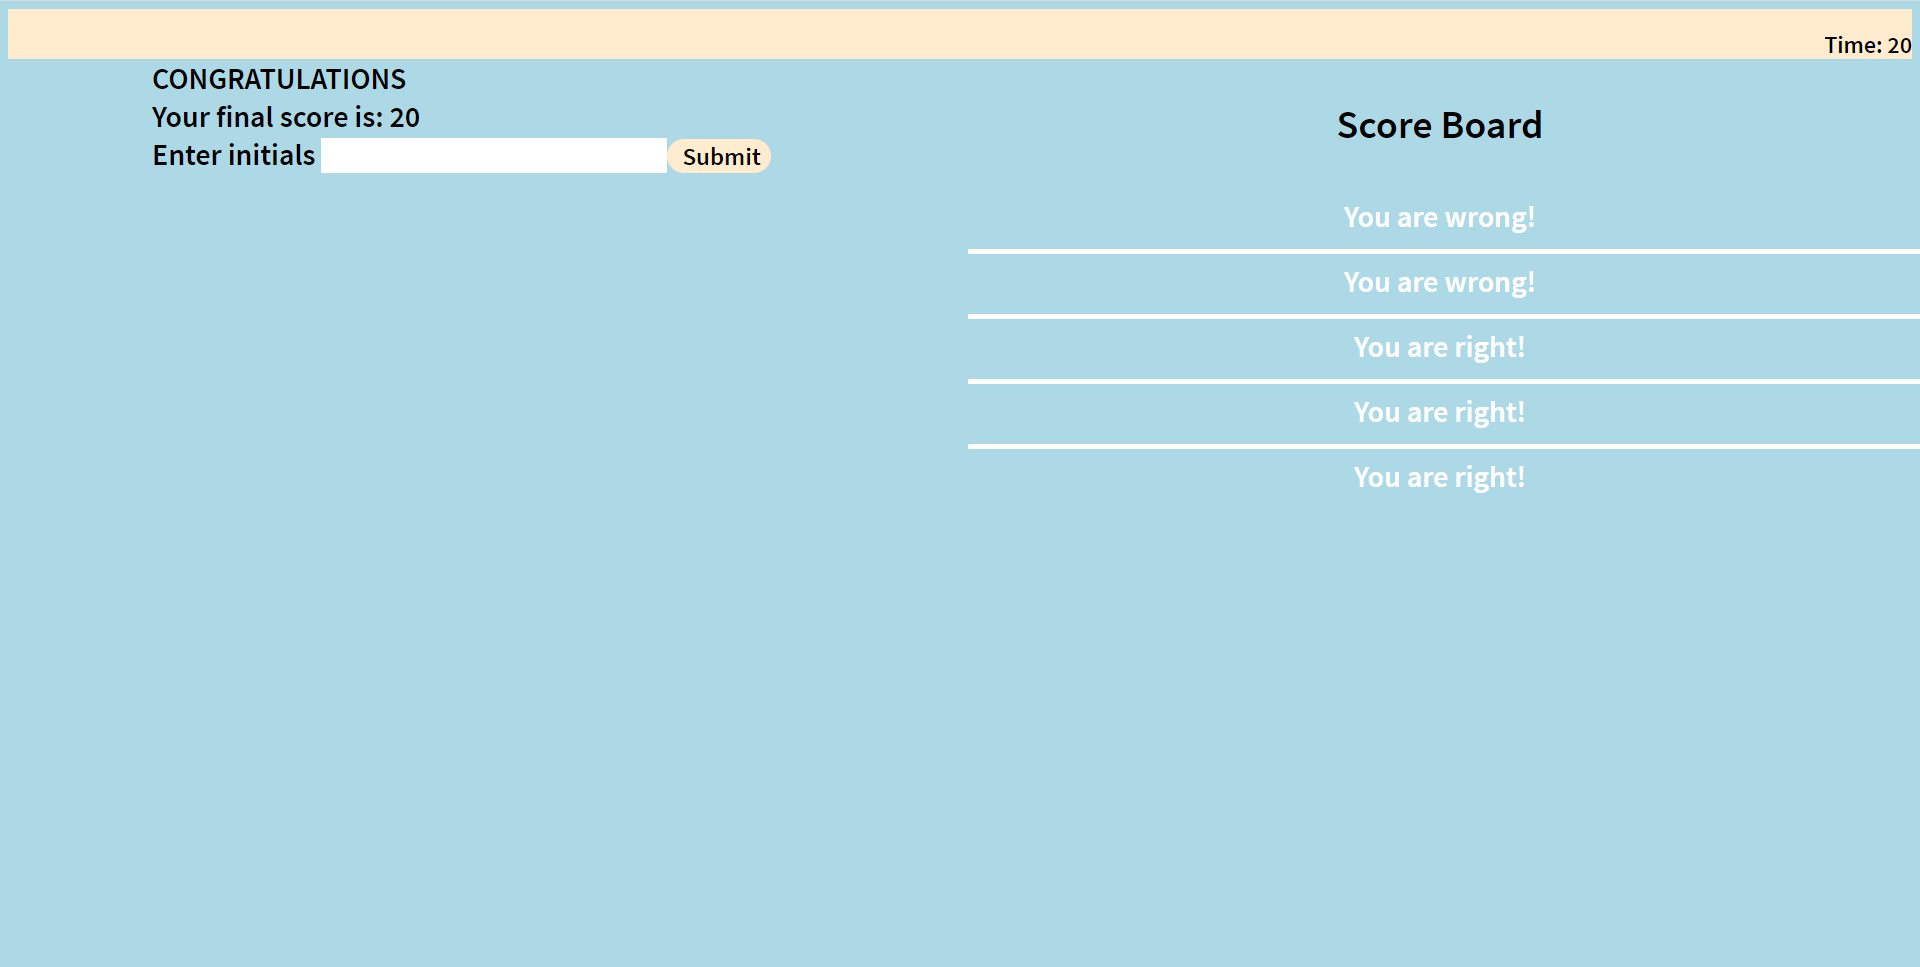 Time: 20
CONGRATULATIONS
Your final score is: 20
Enter initials Submit
Score Board
You are wrong!
You are wrong!
You are right!
You are right!
You are right!